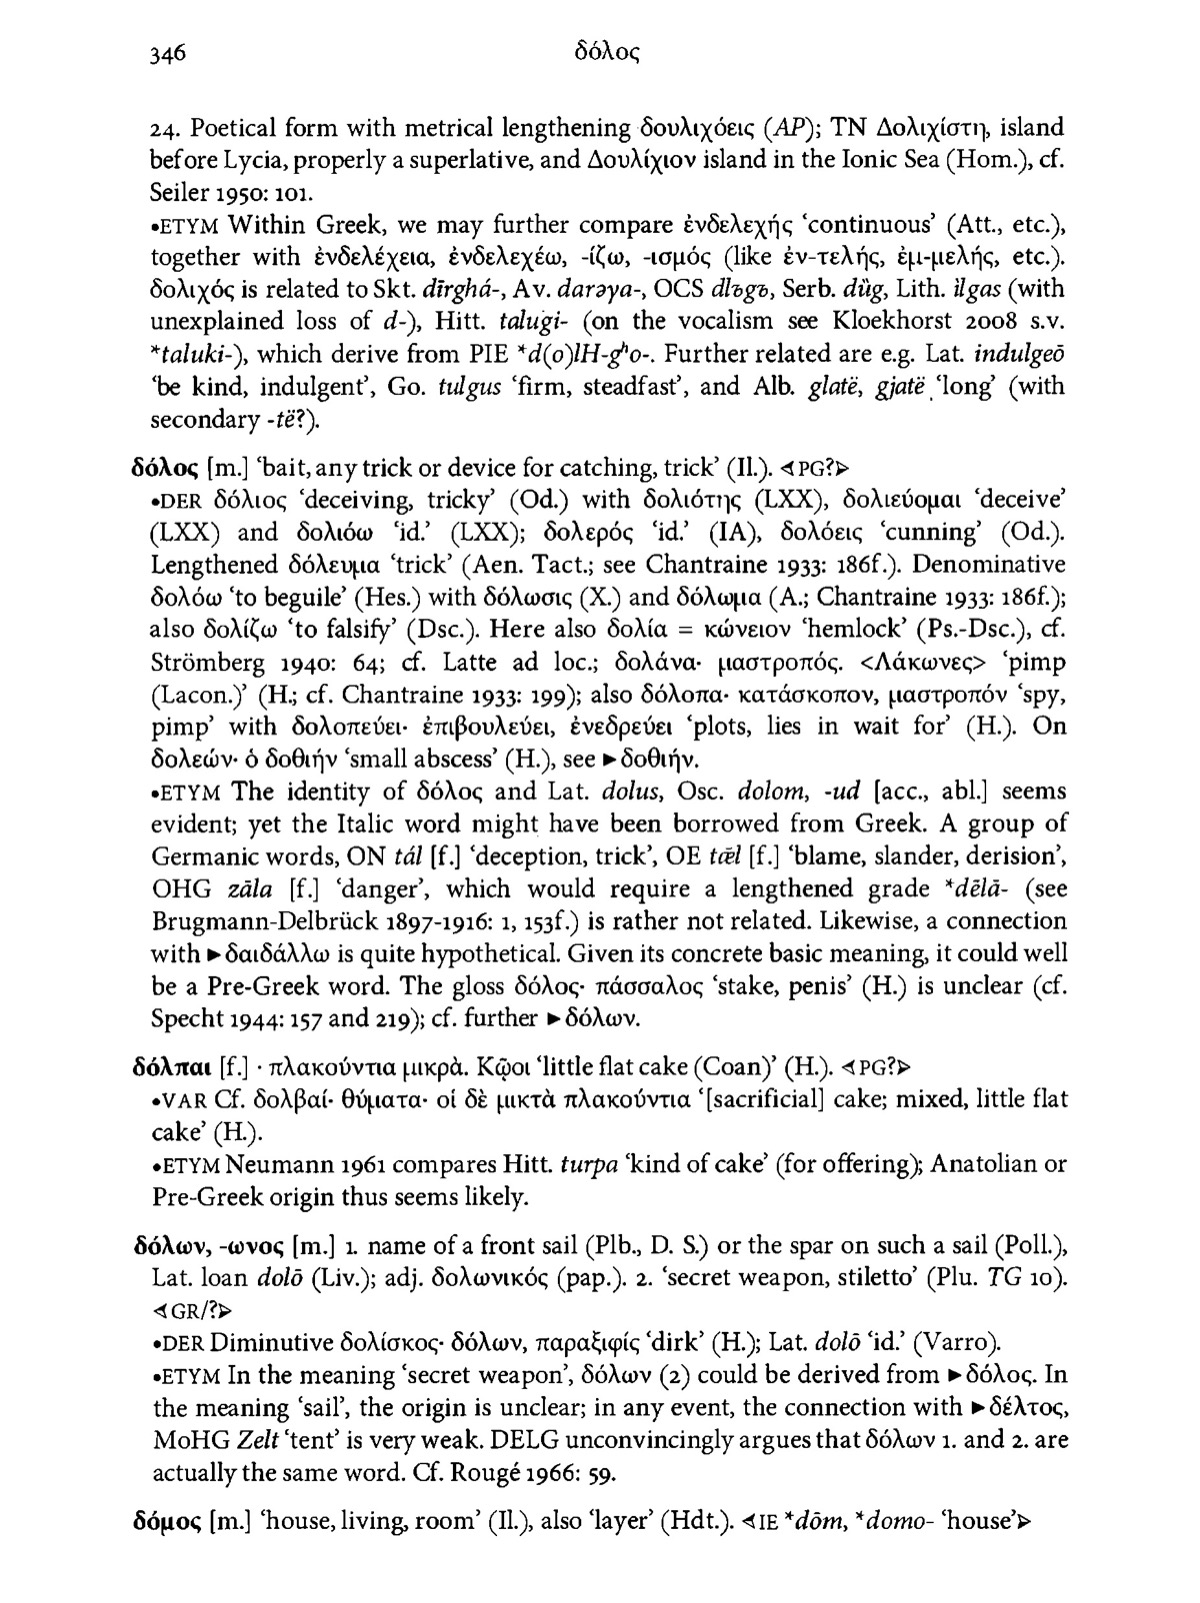 346
δόλος
24. Poetical form with metrical lengthening δουλιχόεις (AP); TN Δολιχίστη, island
before Lycia, properly a superlative, and Δουλίχιον island in the Ionic Sea (Hom.), cf.
Seiler 1950: 101.
•ETYM Within Greek, we may further compare ἐνδελεχής ‘continuous’ (Att., etc.),
together with ἐνδελέχεια, ἐνδελεχέω, -ίζω, -ισμός (like ἐν-τελής, ἐμ-μελής, etc.).
δολιχός is related to Skt. dīrghá-, Av. darəγa-, OCS dlъgъ, Serb. dȕg, Lith. ìlgas (with
unexplained loss of d-), Hitt. talugi- (on the vocalism see Kloekhorst 2008 s.v.
*taluki-), which derive from PIE *d(o)lH-gʰo-. Further related are e.g. Lat. indulgeō
‘be kind, indulgent’, Go. tulgus ‘firm, steadfast’, and Alb. glatë, gjatë ‘long’ (with
secondary -të?).
δόλος [m.] ‘bait, any trick or device for catching, trick’ (Il.). ◁PG?▷
•DER δόλιος ‘deceiving, tricky’ (Od.) with δολιότης (LXX), δολιεύομαι ‘deceive’
(LXX) and δολιόω ‘id.’ (LXX); δολερός ‘id.’ (IA), δολόεις ‘cunning’ (Od.).
Lengthened δόλευμα ‘trick’ (Aen. Tact.; see Chantraine 1933: 186f.). Denominative
δολόω ‘to beguile’ (Hes.) with δόλωσις (X.) and δόλωμα (A.; Chantraine 1933: 186f.);
also δολίζω ‘to falsify’ (Dsc.). Here also δολία = κώνειον ‘hemlock’ (Ps.-Dsc.), cf.
Strömberg 1940: 64; cf. Latte ad loc.; δολάνα· μαστροπός. <Λάκωνες> ‘pimp
(Lacon.)’ (H.; cf. Chantraine 1933: 199); also δόλοπα· κατάσκοπον, μαστροπόν ‘spy,
pimp’ with δολοπεύει· ἐπιβουλεύει, ἐνεδρεύει ‘plots, lies in wait for’ (H.). On
δολεών· ὁ δοθιήν ‘small abscess’ (H.), see ►δοθιήν.
•ETYM The identity of δόλος and Lat. dolus, Osc. dolom, -ud [acc., abl.] seems
evident; yet the Italic word might have been borrowed from Greek. A group of
Germanic words, ON tál [f.] ‘deception, trick’, OE tǣl [f.] ‘blame, slander, derision’,
OHG zāla [f.] ‘danger’, which would require a lengthened grade *dēlā- (see
Brugmann-Delbrück 1897-1916: 1, 153f.) is rather not related. Likewise, a connection
with ►δαιδάλλω is quite hypothetical. Given its concrete basic meaning, it could well
be a Pre-Greek word. The gloss δόλος· πάσσαλος ‘stake, penis’ (H.) is unclear (cf.
Specht 1944: 157 and 219); cf. further ►δόλων.
δόλπαι [f.] · πλακούντια μικρὰ. Κῷοι ‘little flat cake (Coan)’ (H.). ◁PG?▷
•VAR Cf. δολβαί· θύματα· οἱ δὲ μικτὰ πλακούντια ‘[sacrificial] cake; mixed, little flat
cake’ (H.).
•ETYM Neumann 1961 compares Hitt. turpa ‘kind of cake’ (for offering); Anatolian or
Pre-Greek origin thus seems likely.
δόλων, -ωνος [m.] 1. name of a front sail (Plb., D. S.) or the spar on such a sail (Poll.),
Lat. loan dolō (Liv.); adj. δολωνικός (pap.). 2. ‘secret weapon, stiletto’ (Plu. TG 10).
◁GR/?▷
•DER Diminutive δολίσκος· δόλων, παραξιφίς ‘dirk’ (H.); Lat. dolō ‘id.’ (Varro).
•ETYM In the meaning ‘secret weapon’, δόλων (2) could be derived from ►δόλος. In
the meaning ‘sail’, the origin is unclear; in any event, the connection with ►δέλτος,
MoHG Zelt ‘tent’ is very weak. DELG unconvincingly argues that δόλων 1. and 2. are
actually the same word. Cf. Rougé 1966: 59.
δόμος [m.] ‘house, living, room’ (Il.), also ‘layer’ (Hdt.). ◁IE *dōm, *domo- ‘house’▷